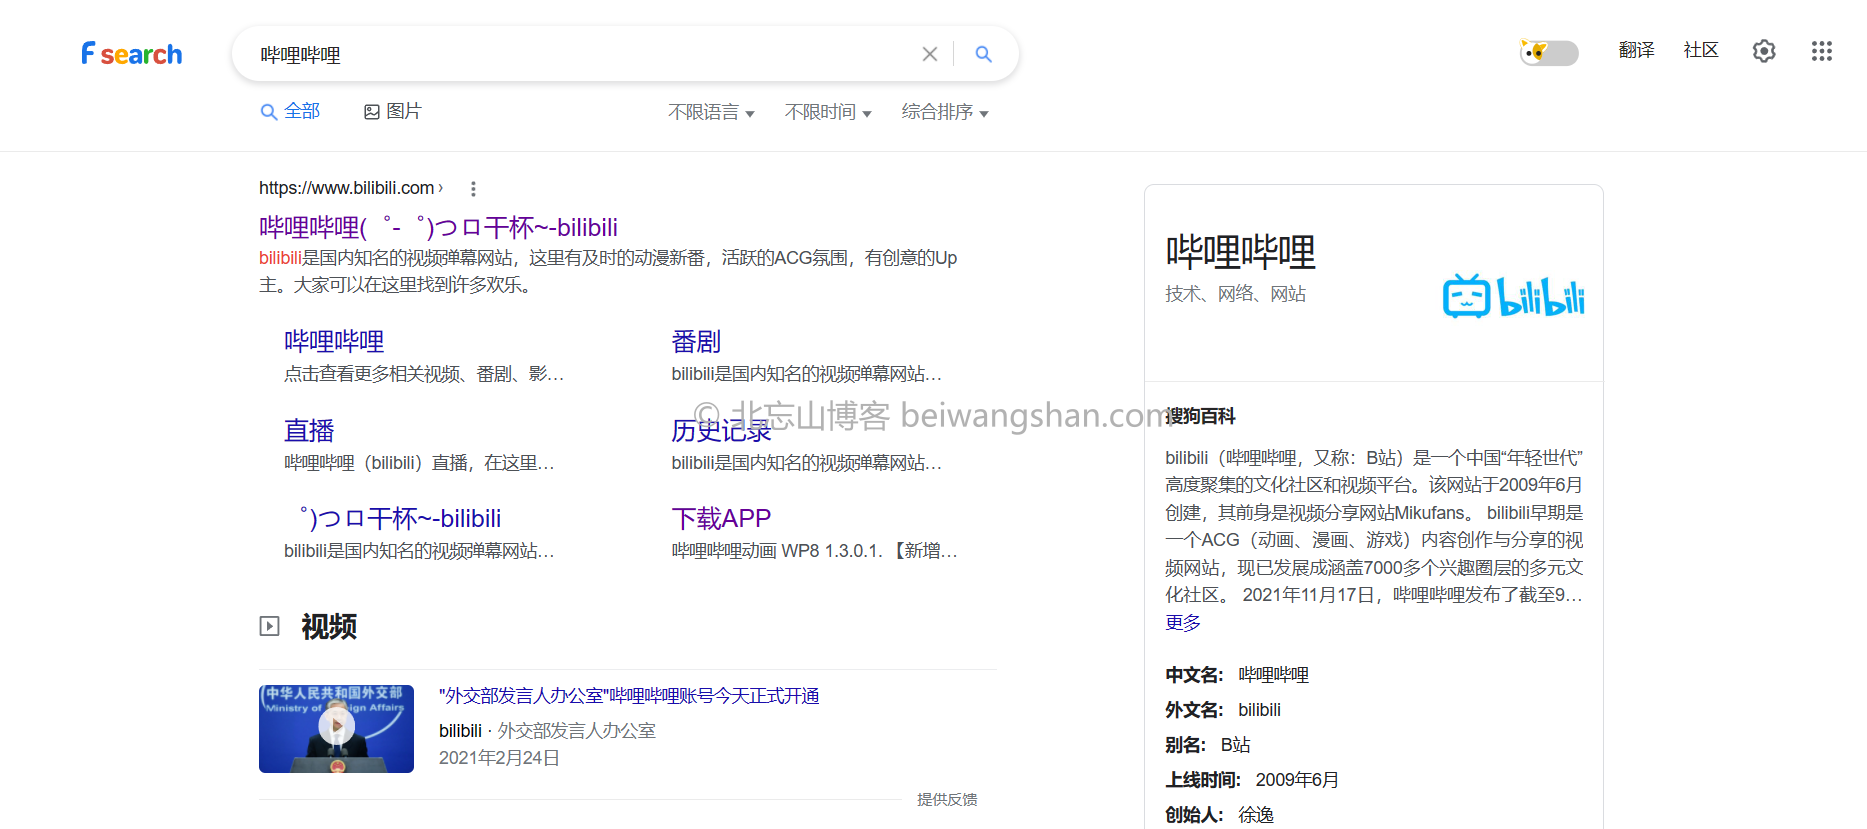 F search
哔哩哔哩
翻译
社区
全部
图片
不限语言
不限时间
综合排序
https://www.bilibili.com ›
哔哩哔哩(゜-゜)つロ干杯~-bilibili
bilibili是国内知名的视频弹幕网站，这里有及时的动漫新番，活跃的ACG氛围，有创意的Up
主。大家可以在这里找到许多欢乐。
哔哩哔哩
点击查看更多相关视频、番剧、影…
番剧
bilibili是国内知名的视频弹幕网站…
直播
哔哩哔哩（bilibili）直播，在这里…
历史记录
bilibili是国内知名的视频弹幕网站…
゜)つロ干杯~-bilibili
bilibili是国内知名的视频弹幕网站…
下载APP
哔哩哔哩动画 WP8 1.3.0.1. 【新增…
© 北忘山博客 beiwangshan.com
视频
中华人民共和国外交部
Ministry of Foreign Affairs
"外交部发言人办公室"哔哩哔哩账号今天正式开通
bilibili · 外交部发言人办公室
2021年2月24日
提供反馈
哔哩哔哩
技术、网络、网站
bilibili
搜狗百科
bilibili（哔哩哔哩，又称：B站）是一个中国“年轻世代”
高度聚集的文化社区和视频平台。该网站于2009年6月
创建，其前身是视频分享网站Mikufans。 bilibili早期是
一个ACG（动画、漫画、游戏）内容创作与分享的视
频网站，现已发展成涵盖7000多个兴趣圈层的多元文
化社区。 2021年11月17日，哔哩哔哩发布了截至9…
更多
中文名： 哔哩哔哩
外文名： bilibili
别名： B站
上线时间： 2009年6月
创始人： 徐逸